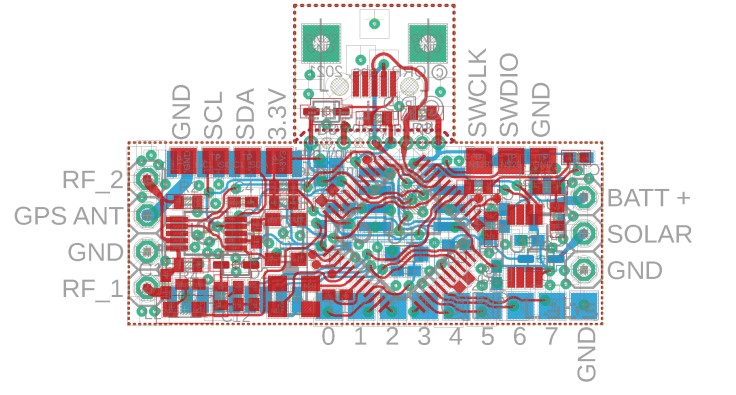 GND
SCL
SDA
3.3V
SWCLK
SWDIO
GND
RF_2
GPS ANT
GND
RF_1
BATT +
SOLAR
GND
0 1 2 3 4 5 6 7 GND